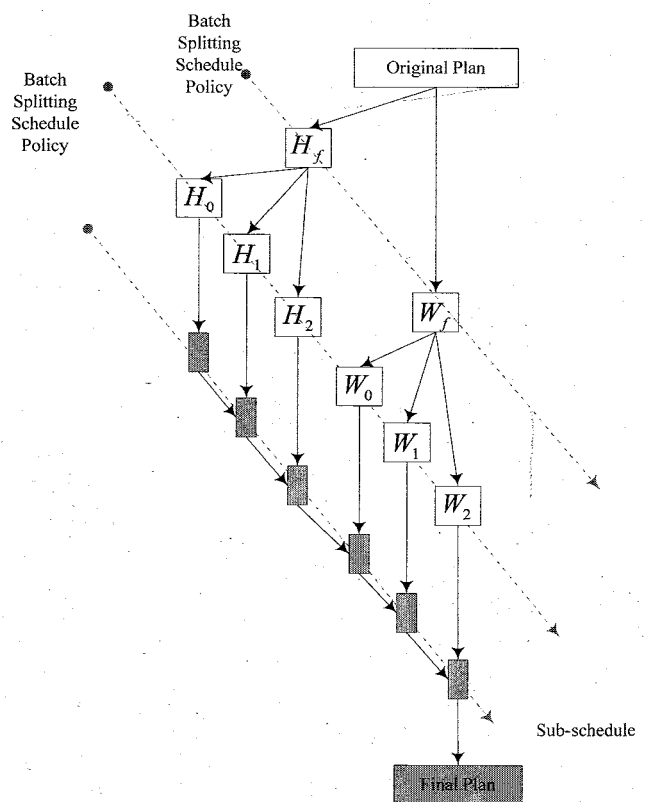 Batch
Splitting
Schedule
Policy
Batch
Splitting
Schedule
Policy
Original Plan
H_f
H_0
H_1
H_2
W_f
W_0
W_1
W_2
Sub-schedule
Final Plan